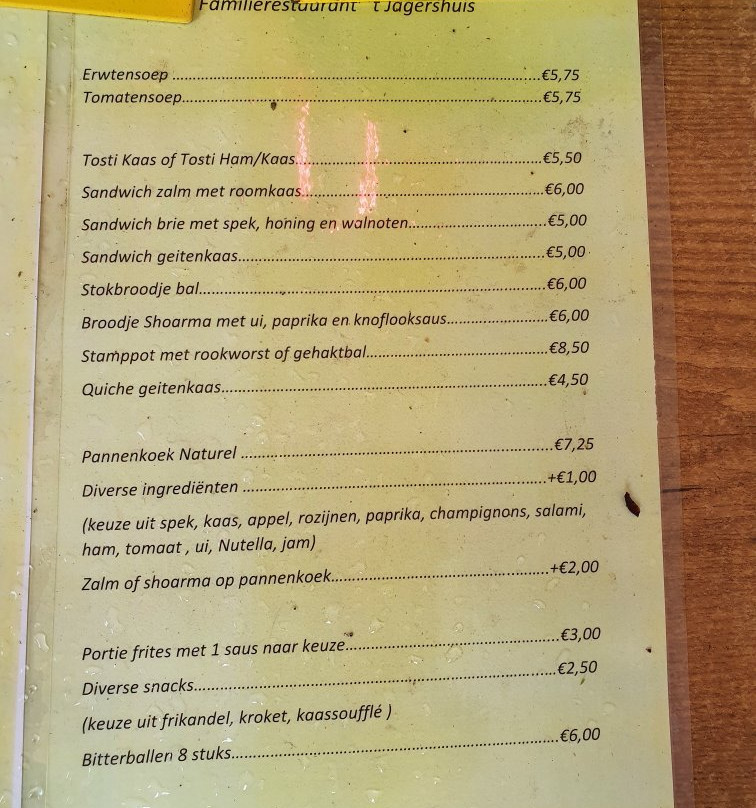 Familierestaurant 't Jagershuis
Erwtensoep ..........€5,75
Tomatensoep..........€5,75
Tosti Kaas of Tosti Ham/Kaas..........€5,50
Sandwich zalm met roomkaas..........€6,00
Sandwich brie met spek, honing en walnoten..........€5,00
Sandwich geitenkaas..........€5,00
Stokbroodje bal..........€6,00
Broodje Shoarma met ui, paprika en knoflooksaus..........€6,00
Stamppot met rookworst of gehaktbal..........€8,50
Quiche geitenkaas..........€4,50
Pannenkoek Naturel ..........€7,25
Diverse ingrediënten ..........+€1,00
(keuze uit spek, kaas, appel, rozijnen, paprika, champignons, salami,
ham, tomaat , ui, Nutella, jam)
Zalm of shoarma op pannenkoek..........+€2,00
Portie frites met 1 saus naar keuze..........€3,00
Diverse snacks..........€2,50
(keuze uit frikandel, kroket, kaassoufflé )
Bitterballen 8 stuks..........€6,00